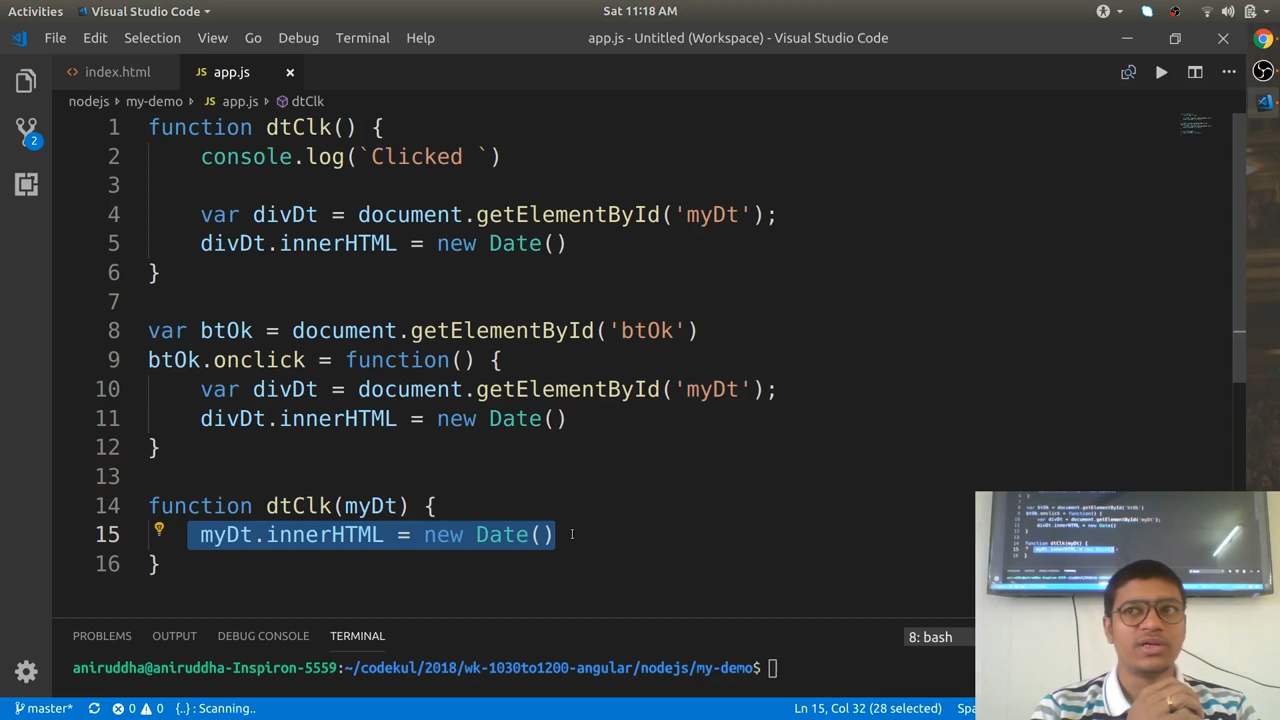 Activities
Visual Studio Code
Sat 11:18 AM
File Edit Selection View Go Debug Terminal Help
app.js - Untitled (Workspace) - Visual Studio Code
index.html
JS app.js
nodejs › my-demo › JS app.js › dtClk
1 function dtClk() {
2 console.log(`Clicked `)
3
4 var divDt = document.getElementById('myDt');
5 divDt.innerHTML = new Date()
6 }
7
8 var btOk = document.getElementById('btOk')
9 btOk.onclick = function() {
10 var divDt = document.getElementById('myDt');
11 divDt.innerHTML = new Date()
12 }
13
14 function dtClk(myDt) {
15 myDt.innerHTML = new Date()
16 }
2
PROBLEMS OUTPUT DEBUG CONSOLE TERMINAL
8: bash
aniruddha@aniruddha-Inspiron-5559:~/codekul/2018/wk-1030to1200-angular/nodejs/my-demo$
master* 0 0 {..} : Scanning..
Ln 15, Col 32 (28 selected)
Spa